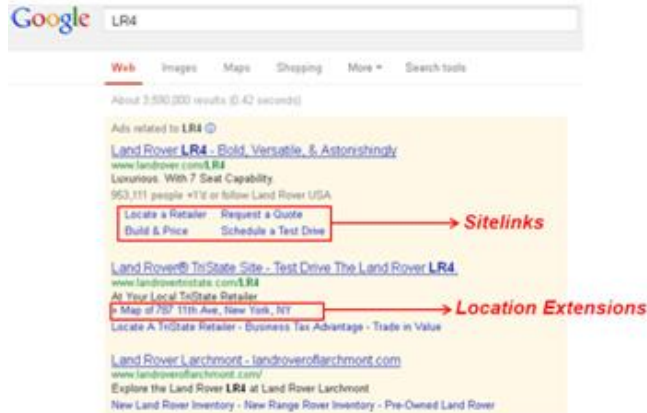 Google LR4
Web Images Maps Shopping More Search tools
About 3,590,000 results (0.42 seconds)
Ads related to LR4
Land Rover LR4 - Bold, Versatile, & Astonishingly
www.landrover.com/LR4
Luxurious. With 7 Seat Capability.
953,111 people +1'd or follow Land Rover USA
Locate a Retailer Request a Quote
Build & Price Schedule a Test Drive
Sitelinks
Land Rover® TriState Site - Test Drive The Land Rover LR4.
www.landrovertristate.com/LR4
At Your Local TriState Retailer
+ Map of 787 11th Ave, New York, NY
Location Extensions
Locate A TriState Retailer - Business Tax Advantage - Trade in Value
Land Rover Larchmont - landroveroflarchmont.com
www.landroveroflarchmont.com/
Explore the Land Rover LR4 at Land Rover Larchmont
New Land Rover Inventory - New Range Rover Inventory - Pre-Owned Land Rover